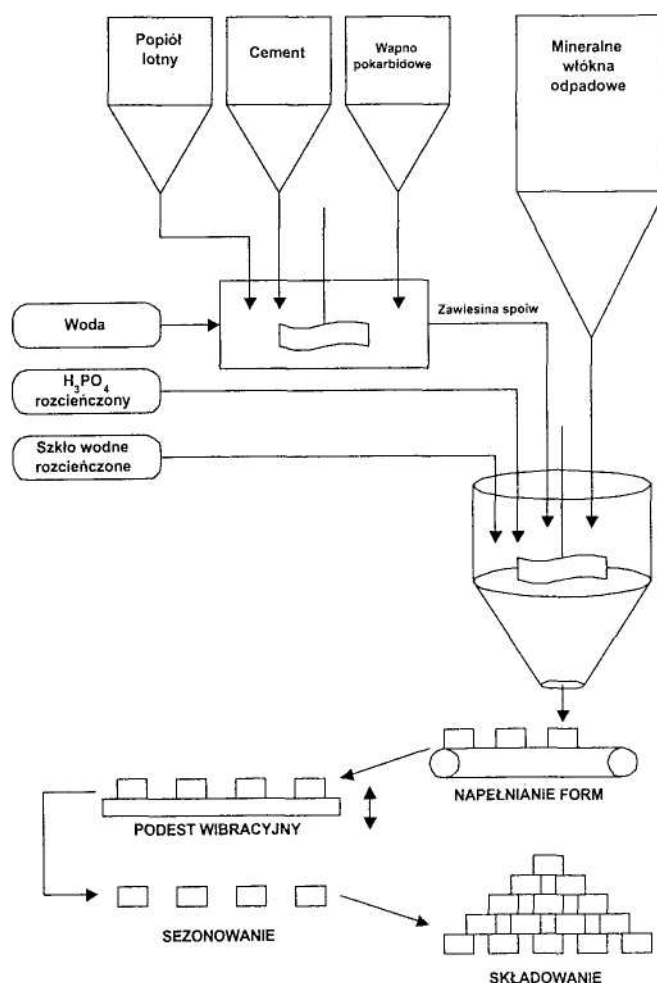 Popiół
lotny
Cement
Wapno
pokarbidowe
Mineralne
włókna
odpadowe
Woda
Zawiesina spoiw
H₃PO₄
rozcieńczony
Szkło wodne
rozcieńczone
NAPEŁNIANIE FORM
PODEST WIBRACYJNY
SEZONOWANIE
SKŁADOWANIE